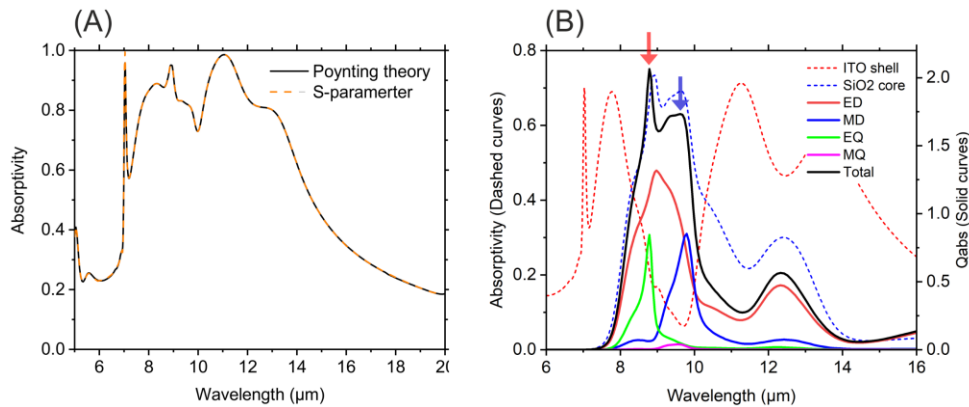 (A)
(B)
1.0
0.8
0.6
0.4
0.2
0.0
5
6
8
10
12
14
16
18
20
Absorptivity
Wavelength (μm)
Poynting theory
S-paramerter
0.8
0.6
0.4
0.2
0.0
6
8
10
12
14
16
2.0
1.5
1.0
0.5
0.0
Absorptivity (Dashed curves)
Wavelength (μm)
Qabs (Solid curves)
ITO shell
SiO2 core
ED
MD
EQ
MQ
Total